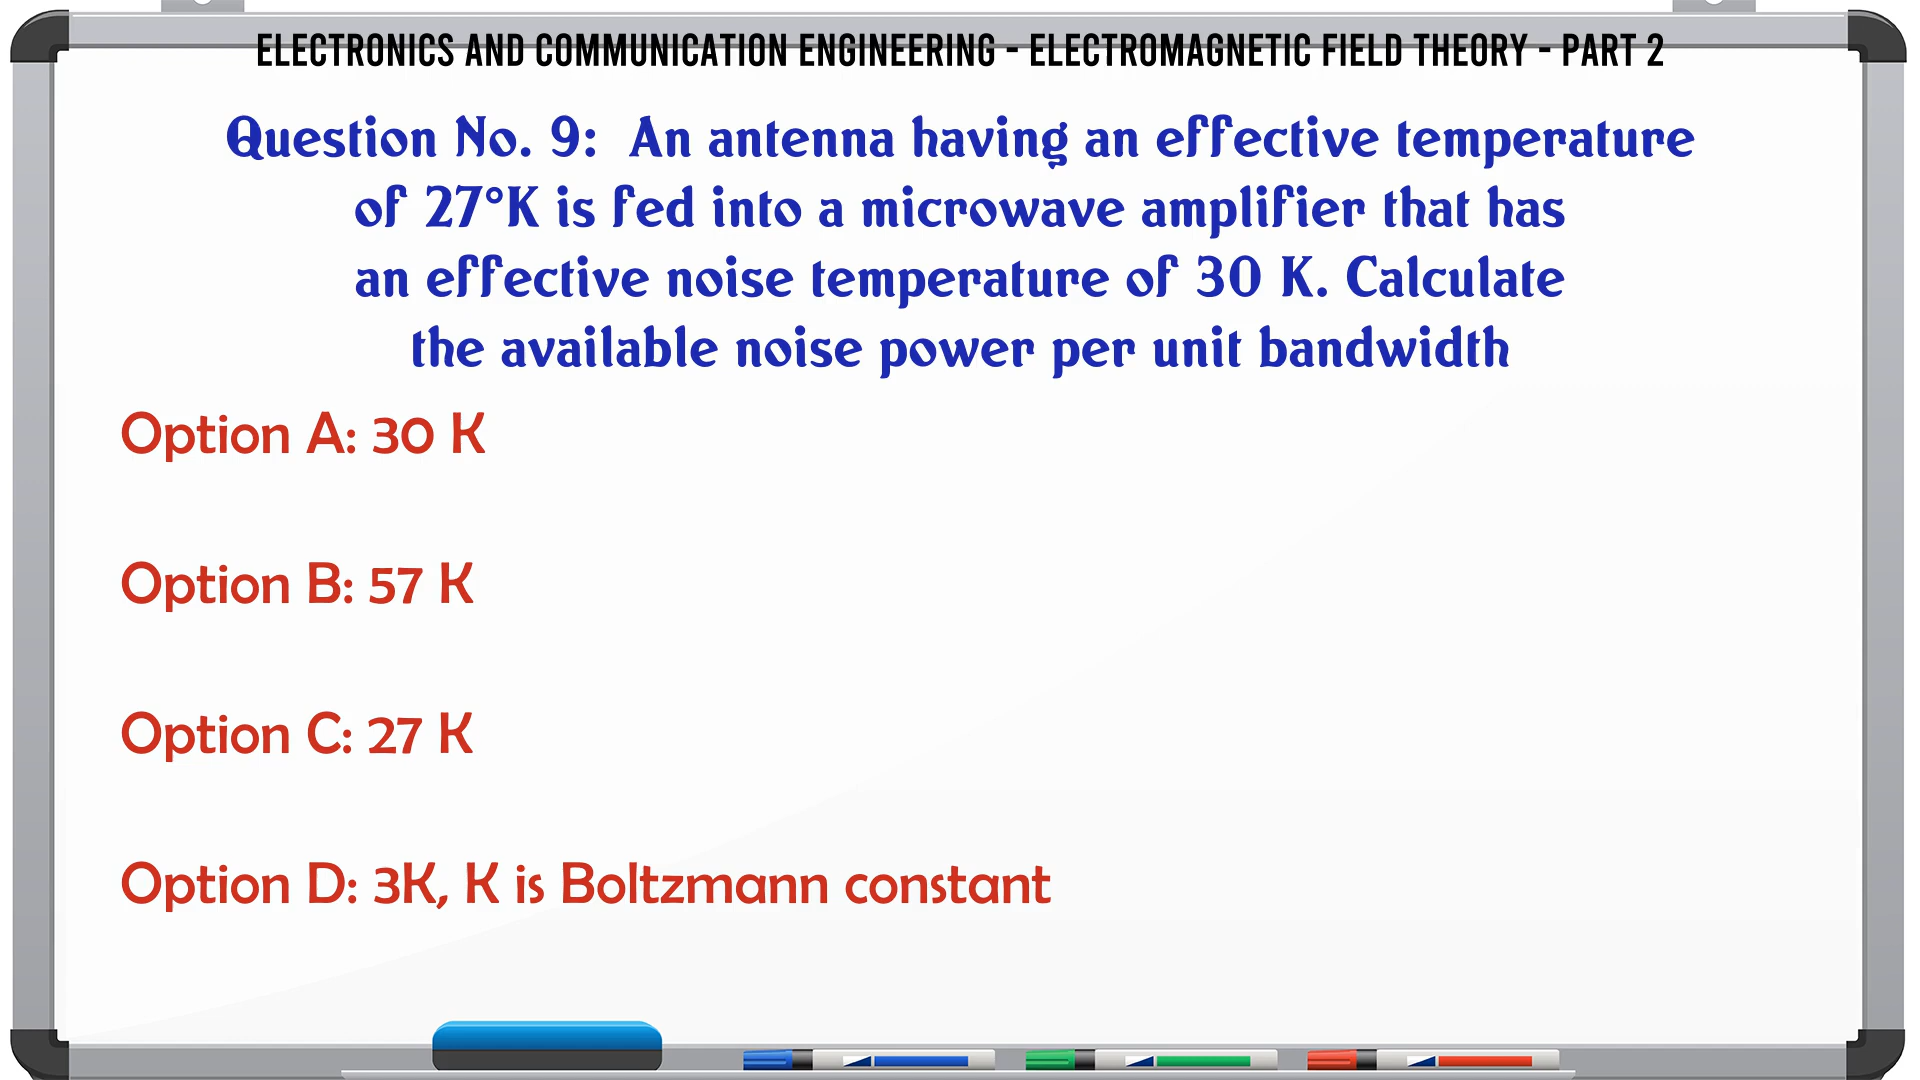 ELECTRONICS AND COMMUNICATION ENGINEERING - ELECTROMAGNETIC FIELD THEORY - PART 2
Question No. 9: An antenna having an effective temperature
of 27°K is fed into a microwave amplifier that has
an effective noise temperature of 30 K. Calculate
the available noise power per unit bandwidth
Option A: 30 K
Option B: 57 K
Option C: 27 K
Option D: 3K, K is Boltzmann constant